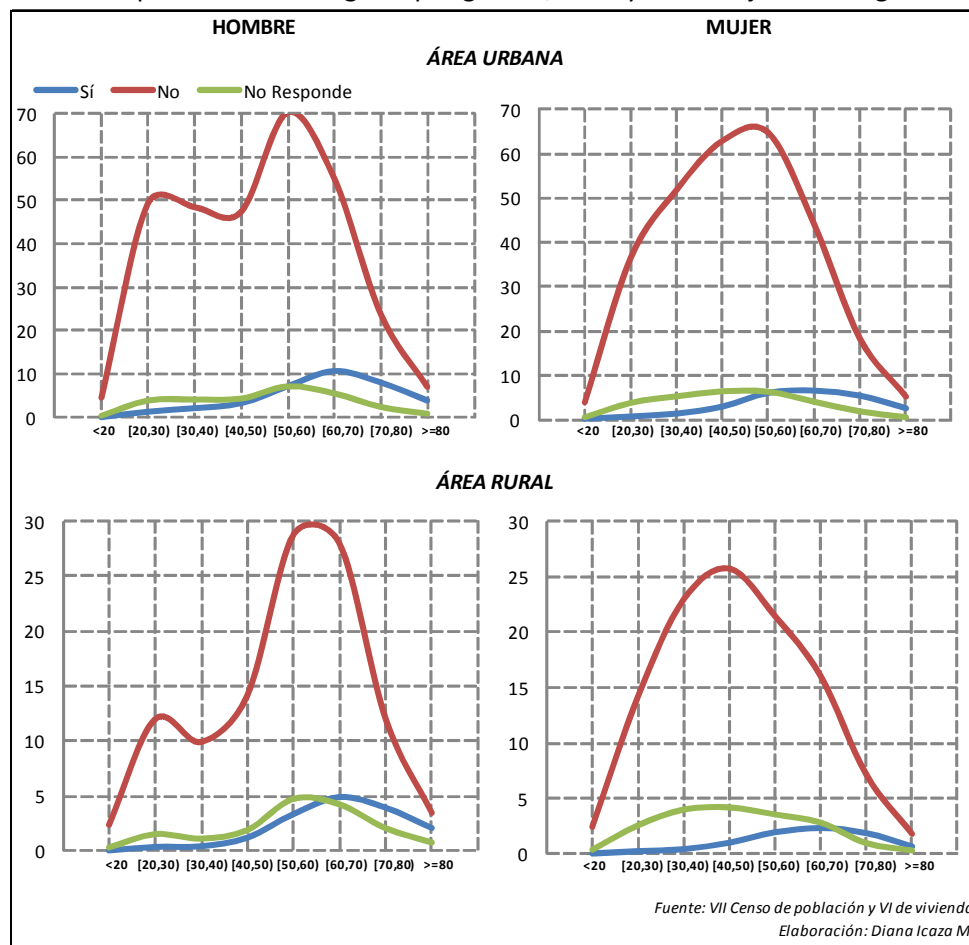 HOMBRE MUJER
ÁREA URBANA
Sí No No Responde
70 70
60 60
50 50
40 40
30 30
20 20
10 10
0 0
<20 [20,30) [30,40) [40,50) [50,60) [60,70) [70,80) >=80 <20 [20,30) [30,40) [40,50) [50,60) [60,70) [70,80) >=80
ÁREA RURAL
30 30
25 25
20 20
15 15
10 10
5 5
0 0
<20 [20,30) [30,40) [40,50) [50,60) [60,70) [70,80) >=80 <20 [20,30) [30,40) [40,50) [50,60) [60,70) [70,80) >=80
Fuente: VII Censo de población y VI de vivienda
Elaboración: Diana Icaza M